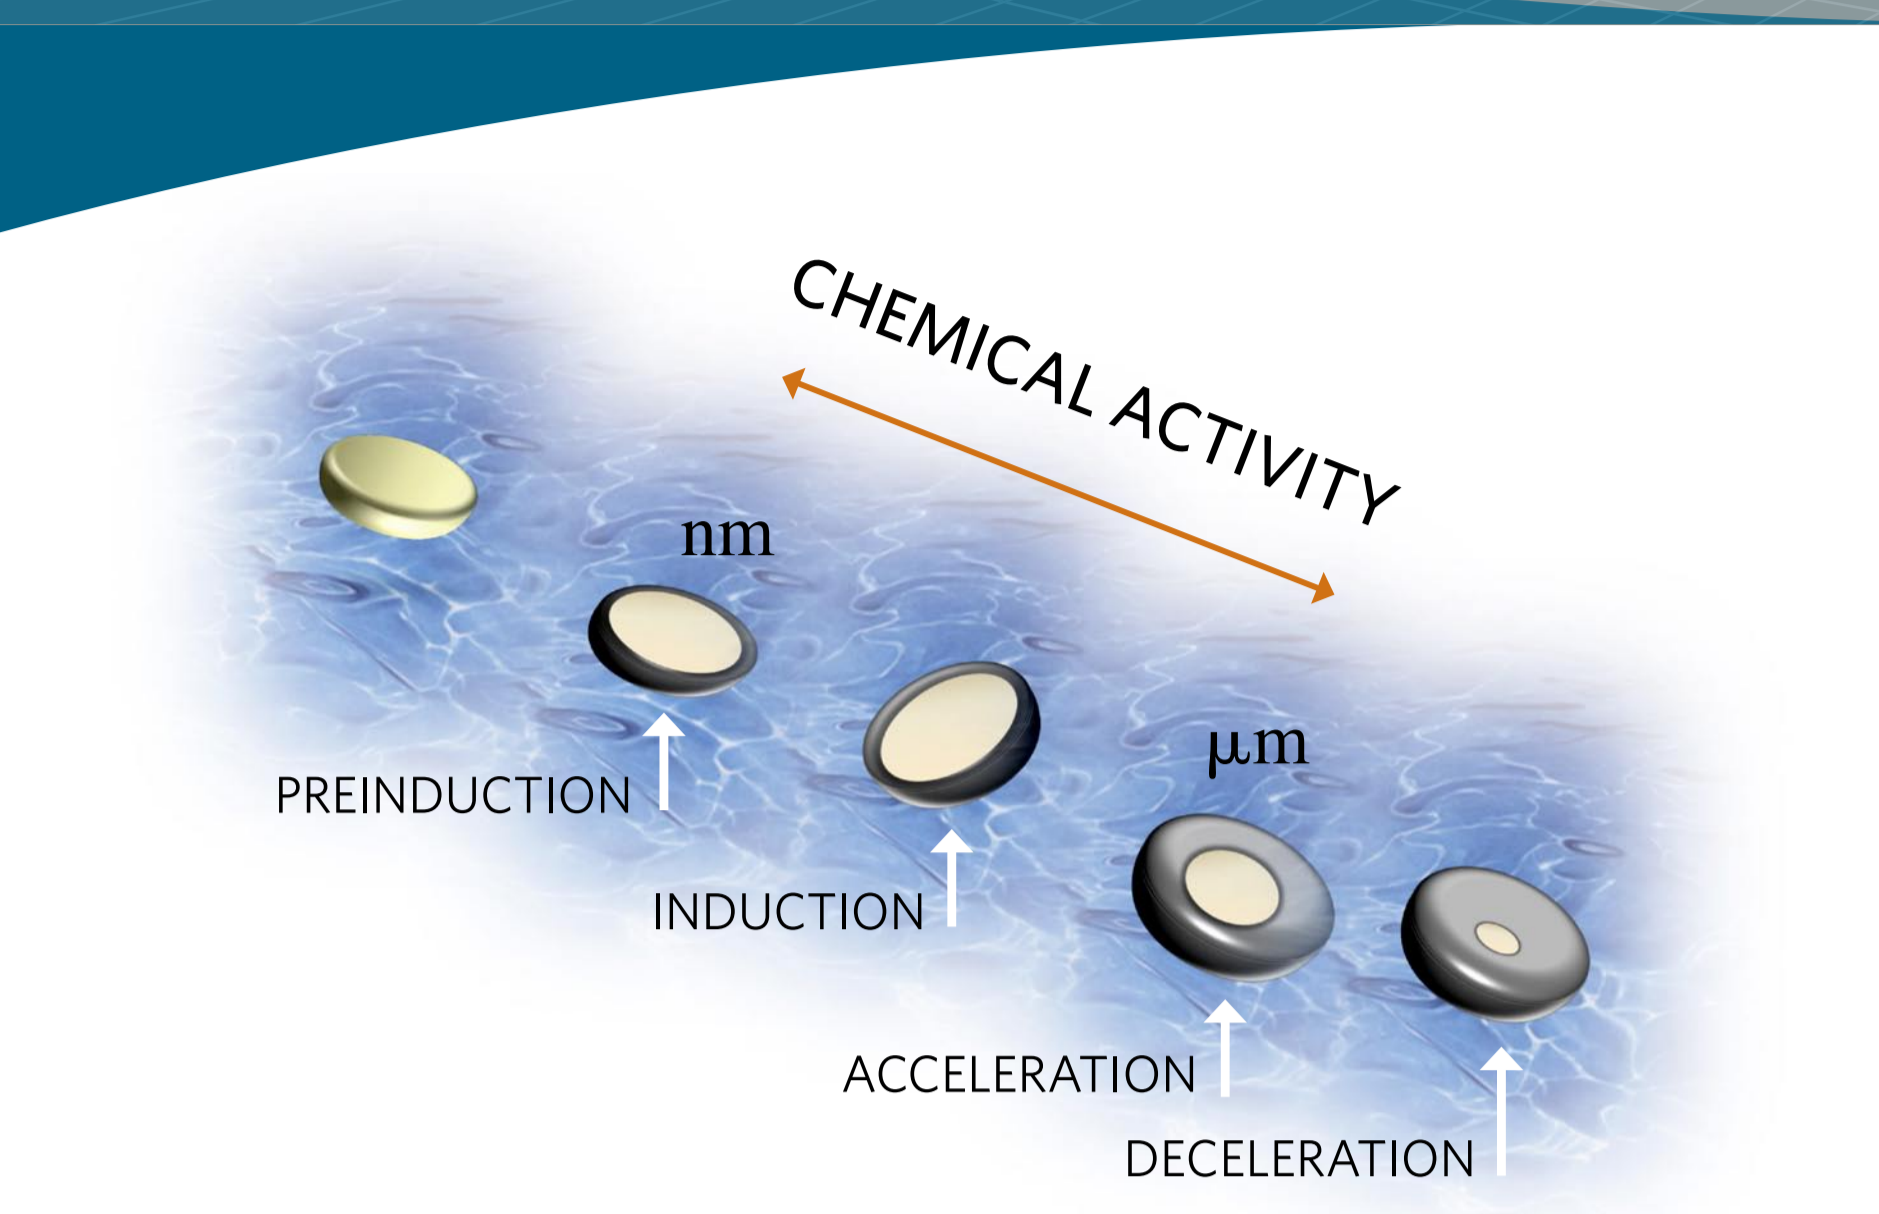 CHEMICAL ACTIVITY
nm
μm
PREINDUCTION
INDUCTION
ACCELERATION
DECELERATION